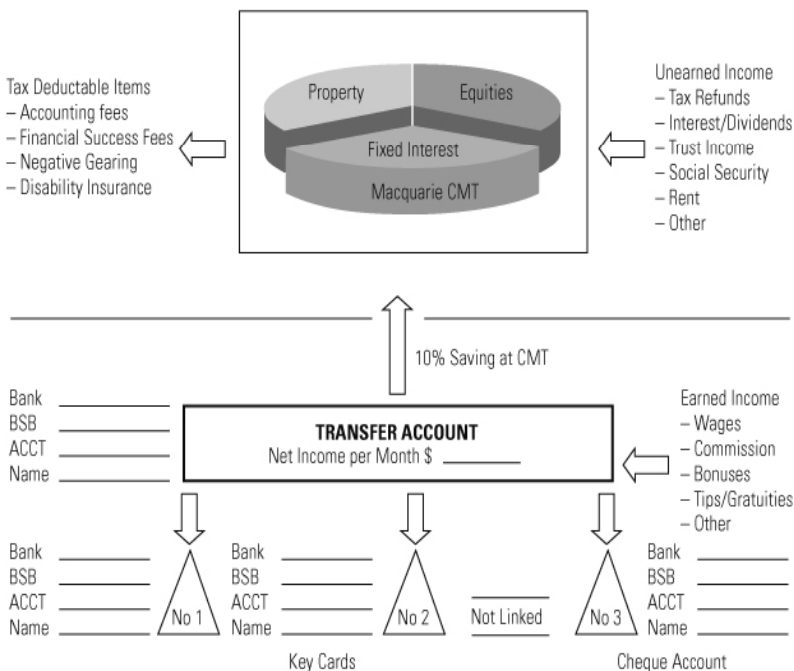 Tax Deductable Items
– Accounting fees
– Financial Success Fees
– Negative Gearing
– Disability Insurance
Property
Equities
Fixed Interest
Macquarie CMT
Unearned Income
– Tax Refunds
– Interest/Dividends
– Trust Income
– Social Security
– Rent
– Other
10% Saving at CMT
Bank
BSB
ACCT
Name
TRANSFER ACCOUNT
Net Income per Month $
Earned Income
– Wages
– Commission
– Bonuses
– Tips/Gratuities
– Other
Bank
BSB
ACCT
Name
No 1
Bank
BSB
ACCT
Name
No 2
Not Linked
No 3
Bank
BSB
ACCT
Name
Key Cards
Cheque Account